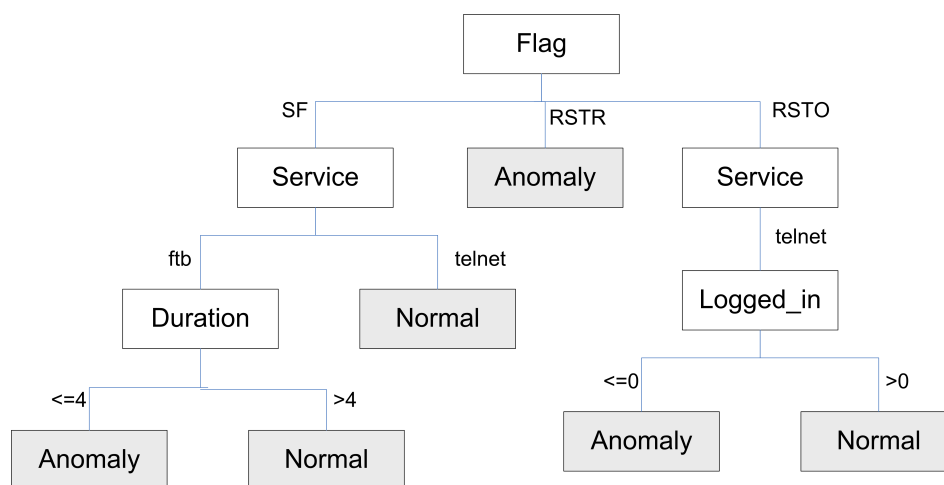 Flag
SF
RSTR
RSTO
Service
Anomaly
Service
ftb
telnet
telnet
Duration
Normal
Logged_in
<=4
>4
<=0
>0
Anomaly
Normal
Anomaly
Normal